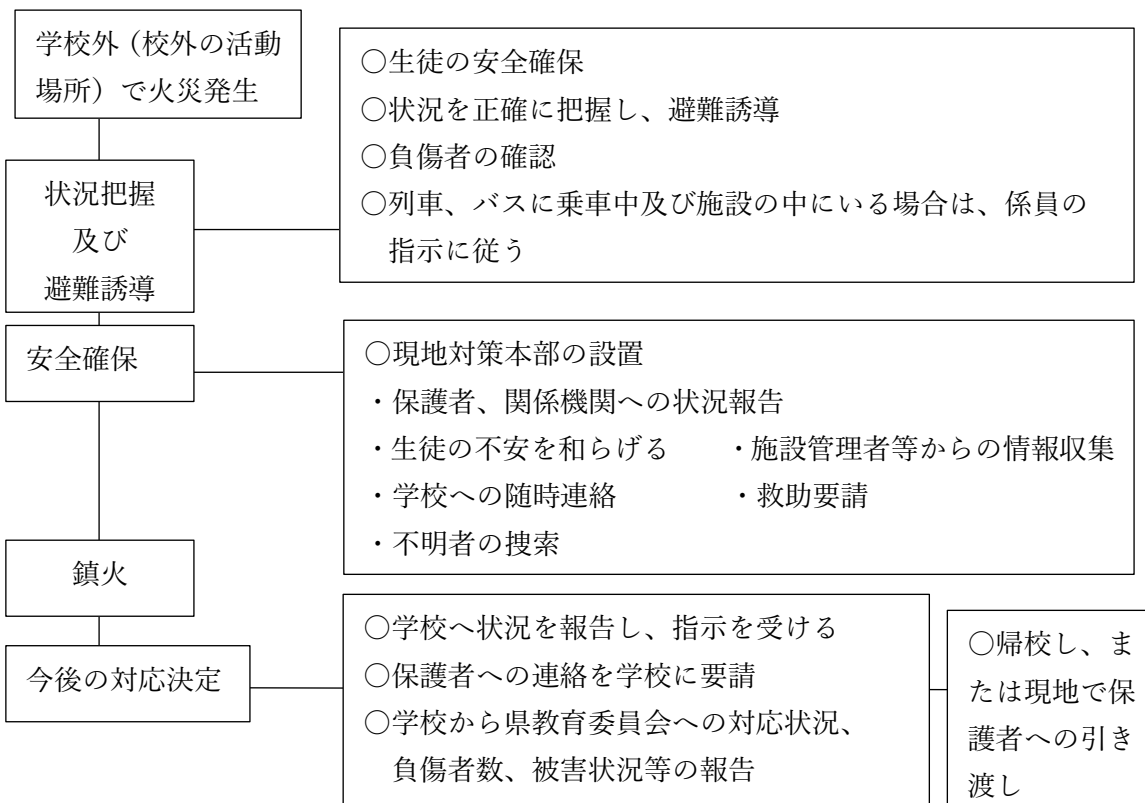 学校外（校外の活動
場所）で火災発生
○生徒の安全確保
○状況を正確に把握し、避難誘導
○負傷者の確認
○列車、バスに乗車中及び施設の中にいる場合は、係員の
指示に従う
状況把握
及び
避難誘導
安全確保
○現地対策本部の設置
・保護者、関係機関への状況報告
・生徒の不安を和らげる　　・施設管理者等からの情報収集
・学校への随時連絡　　・救助要請
・不明者の捜索
鎮火
今後の対応決定
○学校へ状況を報告し、指示を受ける
○保護者への連絡を学校に要請
○学校から県教育委員会への対応状況、
負傷者数、被害状況等の報告
○帰校し、ま
たは現地で保
護者への引き
渡し